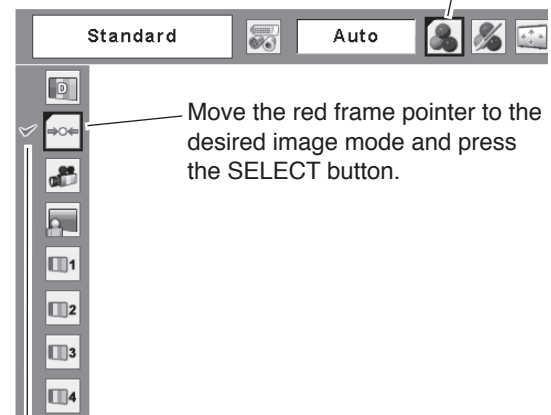 Standard
Auto
D
Move the red frame pointer to the
desired image mode and press
the SELECT button.
1
2
3
4